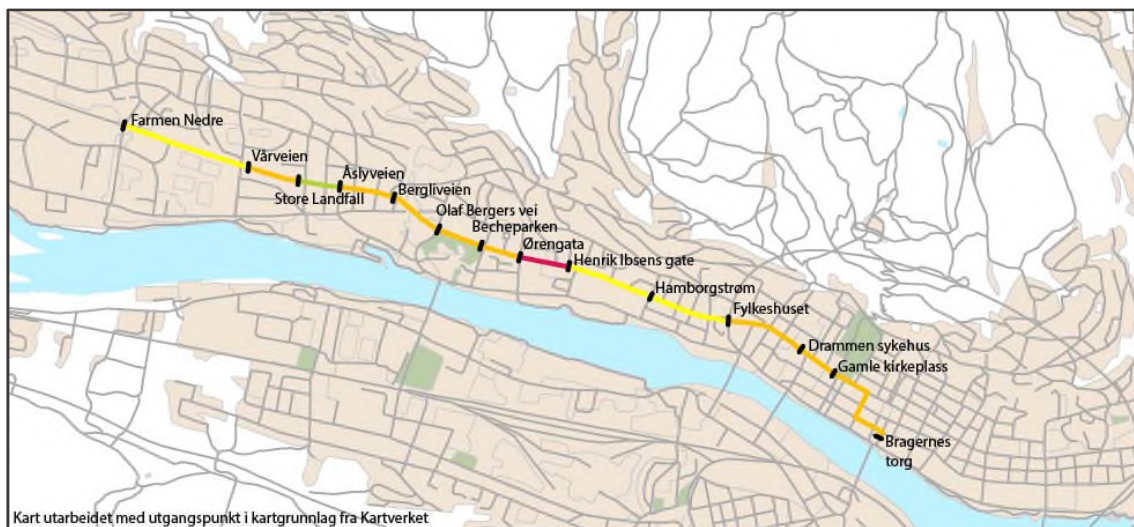 Farmen Nedre
Vårveien
Store Landfall
Åslyveien
Bergliveien
Olaf Bergers vei
Becheparken
Ørengata
Henrik Ibsens gate
Hamborgstrøm
Fylkeshuset
Drammen sykehus
Gamle kirkeplass
Bragernes
torg
Kart utarbeidet med utgangspunkt i kartgrunnlag fra Kartverket